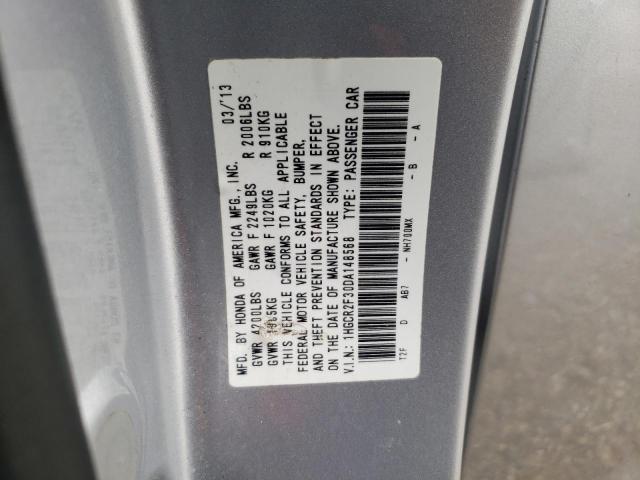 MFD. BY HONDA OF AMERICA MFG., INC. 03/'13
GVWR 4200LBS GAWR F 2249LBS R 2006LBS
GVWR KG GAWR F 1020KG R 910KG
THIS VEHICLE CONFORMS TO ALL APPLICABLE
FEDERAL MOTOR VEHICLE SAFETY, BUMPER,
AND THEFT PREVENTION STANDARDS IN EFFECT
ON THE DATE OF MANUFACTURE SHOWN ABOVE.
V.I.N.: 1HGCR2F30DA148568 TYPE: PASSENGER CAR
T2F D AB7 - NH700MX - B - A